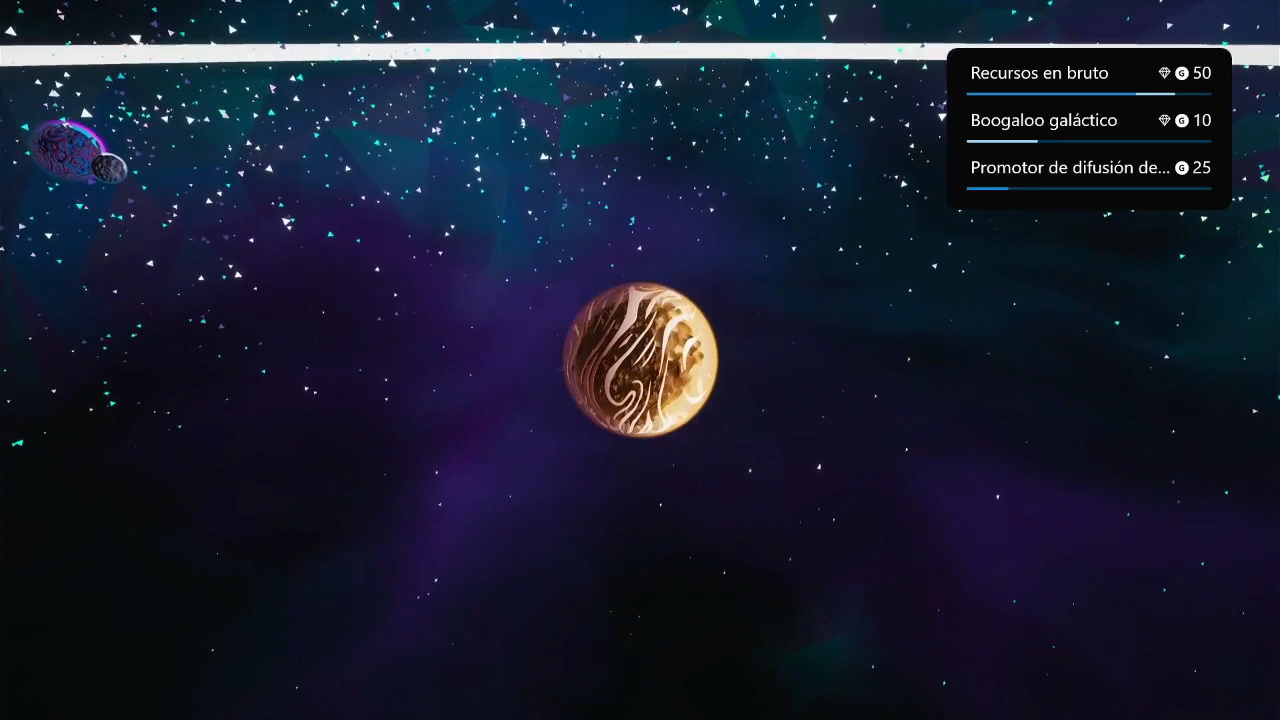 Recursos en bruto G 50
Boogaloo galáctico G 10
Promotor de difusión de... G 25